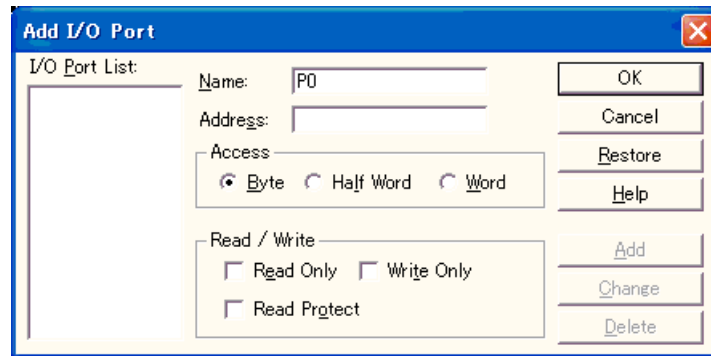 Add I/O Port
I/O Port List:
Name: P0
Address:
Access
Byte Half Word Word
Read / Write
Read Only Write Only
Read Protect
OK
Cancel
Restore
Help
Add
Change
Delete